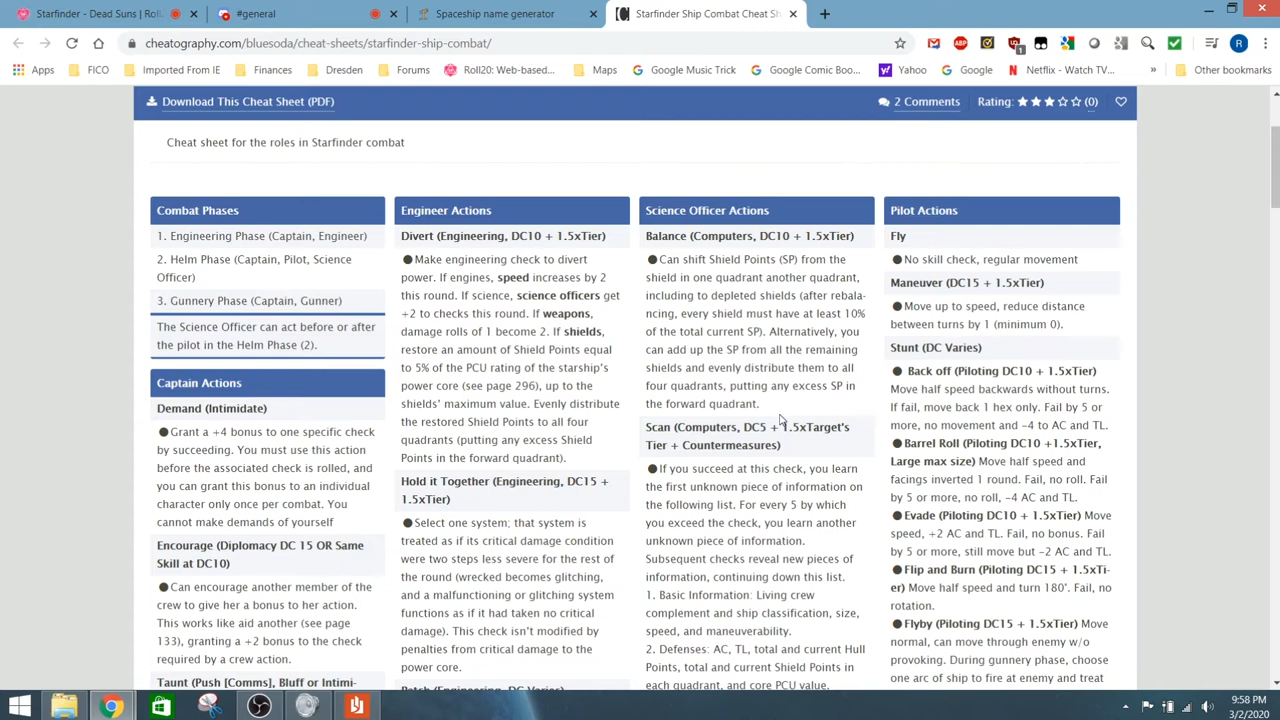 Starfinder - Dead Suns | Roll
#general
Spaceship name generator
Starfinder Ship Combat Cheat Sh
cheatography.com/bluesoda/cheat-sheets/starfinder-ship-combat/
Apps
FICO
Imported From IE
Finances
Dresden
Forums
Roll20: Web-based...
Maps
Google Music Trick
Google Comic Boo...
Yahoo
Google
Netflix - Watch TV...
»
Other bookmarks
Download This Cheat Sheet (PDF)
2 Comments
Rating:
(0)
Cheat sheet for the roles in Starfinder combat
Combat Phases
1. Engineering Phase (Captain, Engineer)
2. Helm Phase (Captain, Pilot, Science
Officer)
3. Gunnery Phase (Captain, Gunner)
The Science Officer can act before or after
the pilot in the Helm Phase (2).
Captain Actions
Demand (Intimidate)
●Grant a +4 bonus to one specific check
by succeeding. You must use this action
before the associated check is rolled, and
you can grant this bonus to an individual
character only once per combat. You
cannot make demands of yourself
Encourage (Diplomacy DC 15 OR Same
Skill at DC10)
●Can encourage another member of the
crew to give her a bonus to her action.
This works like aid another (see page
133), granting a +2 bonus to the check
required by a crew action.
Taunt (Push [Comms], Bluff or Intimi-
Engineer Actions
Divert (Engineering, DC10 + 1.5xTier)
●Make engineering check to divert
power. If engines, speed increases by 2
this round. If science, science officers get
+2 to checks this round. If weapons,
damage rolls of 1 become 2. If shields,
restore an amount of Shield Points equal
to 5% of the PCU rating of the starship's
power core (see page 296), up to the
shields' maximum value. Evenly distribute
the restored Shield Points to all four
quadrants (putting any excess Shield
Points in the forward quadrant).
Hold it Together (Engineering, DC15 +
1.5xTier)
●Select one system; that system is
treated as if its critical damage condition
were two steps less severe for the rest of
the round (wrecked becomes glitching,
and a malfunctioning or glitching system
functions as if it had taken no critical
damage). This check isn't modified by
penalties from critical damage to the
power core.
Patch (Engineering, DC Varies)
Science Officer Actions
Balance (Computers, DC10 + 1.5xTier)
●Can shift Shield Points (SP) from the
shield in one quadrant another quadrant,
including to depleted shields (after rebala-
ncing, every shield must have at least 10%
of the total current SP). Alternatively, you
can add up the SP from all the remaining
shields and evenly distribute them to all
four quadrants, putting any excess SP in
the forward quadrant.
Scan (Computers, DC5 + 1.5xTarget's
Tier + Countermeasures)
●If you succeed at this check, you learn
the first unknown piece of information on
the following list. For every 5 by which
you exceed the check, you learn another
unknown piece of information.
Subsequent checks reveal new pieces of
information, continuing down this list.
1. Basic Information: Living crew
complement and ship classification, size,
speed, and maneuverability.
2. Defenses: AC, TL, total and current Hull
Points, total and current Shield Points in
each quadrant, and core PCU value.
Pilot Actions
Fly
●No skill check, regular movement
Maneuver (DC15 + 1.5xTier)
●Move up to speed, reduce distance
between turns by 1 (minimum 0).
Stunt (DC Varies)
● Back off (Piloting DC10 + 1.5xTier)
Move half speed backwards without turns.
If fail, move back 1 hex only. Fail by 5 or
more, no movement and -4 to AC and TL.
●Barrel Roll (Piloting DC10 +1.5xTier,
Large max size) Move half speed and
facings inverted 1 round. Fail, no roll. Fail
by 5 or more, no roll, -4 AC and TL.
●Evade (Piloting DC10 + 1.5xTier) Move
speed, +2 AC and TL. Fail, no bonus. Fail
by 5 or more, still move but -2 AC and TL.
●Flip and Burn (Piloting DC15 + 1.5xTi-
er) Move half speed and turn 180°. Fail, no
rotation.
●Flyby (Piloting DC15 + 1.5xTier) Move
normal, can move through enemy w/o
provoking. During gunnery phase, choose
one arc of ship to fire at enemy and treat
9:58 PM
3/2/2020